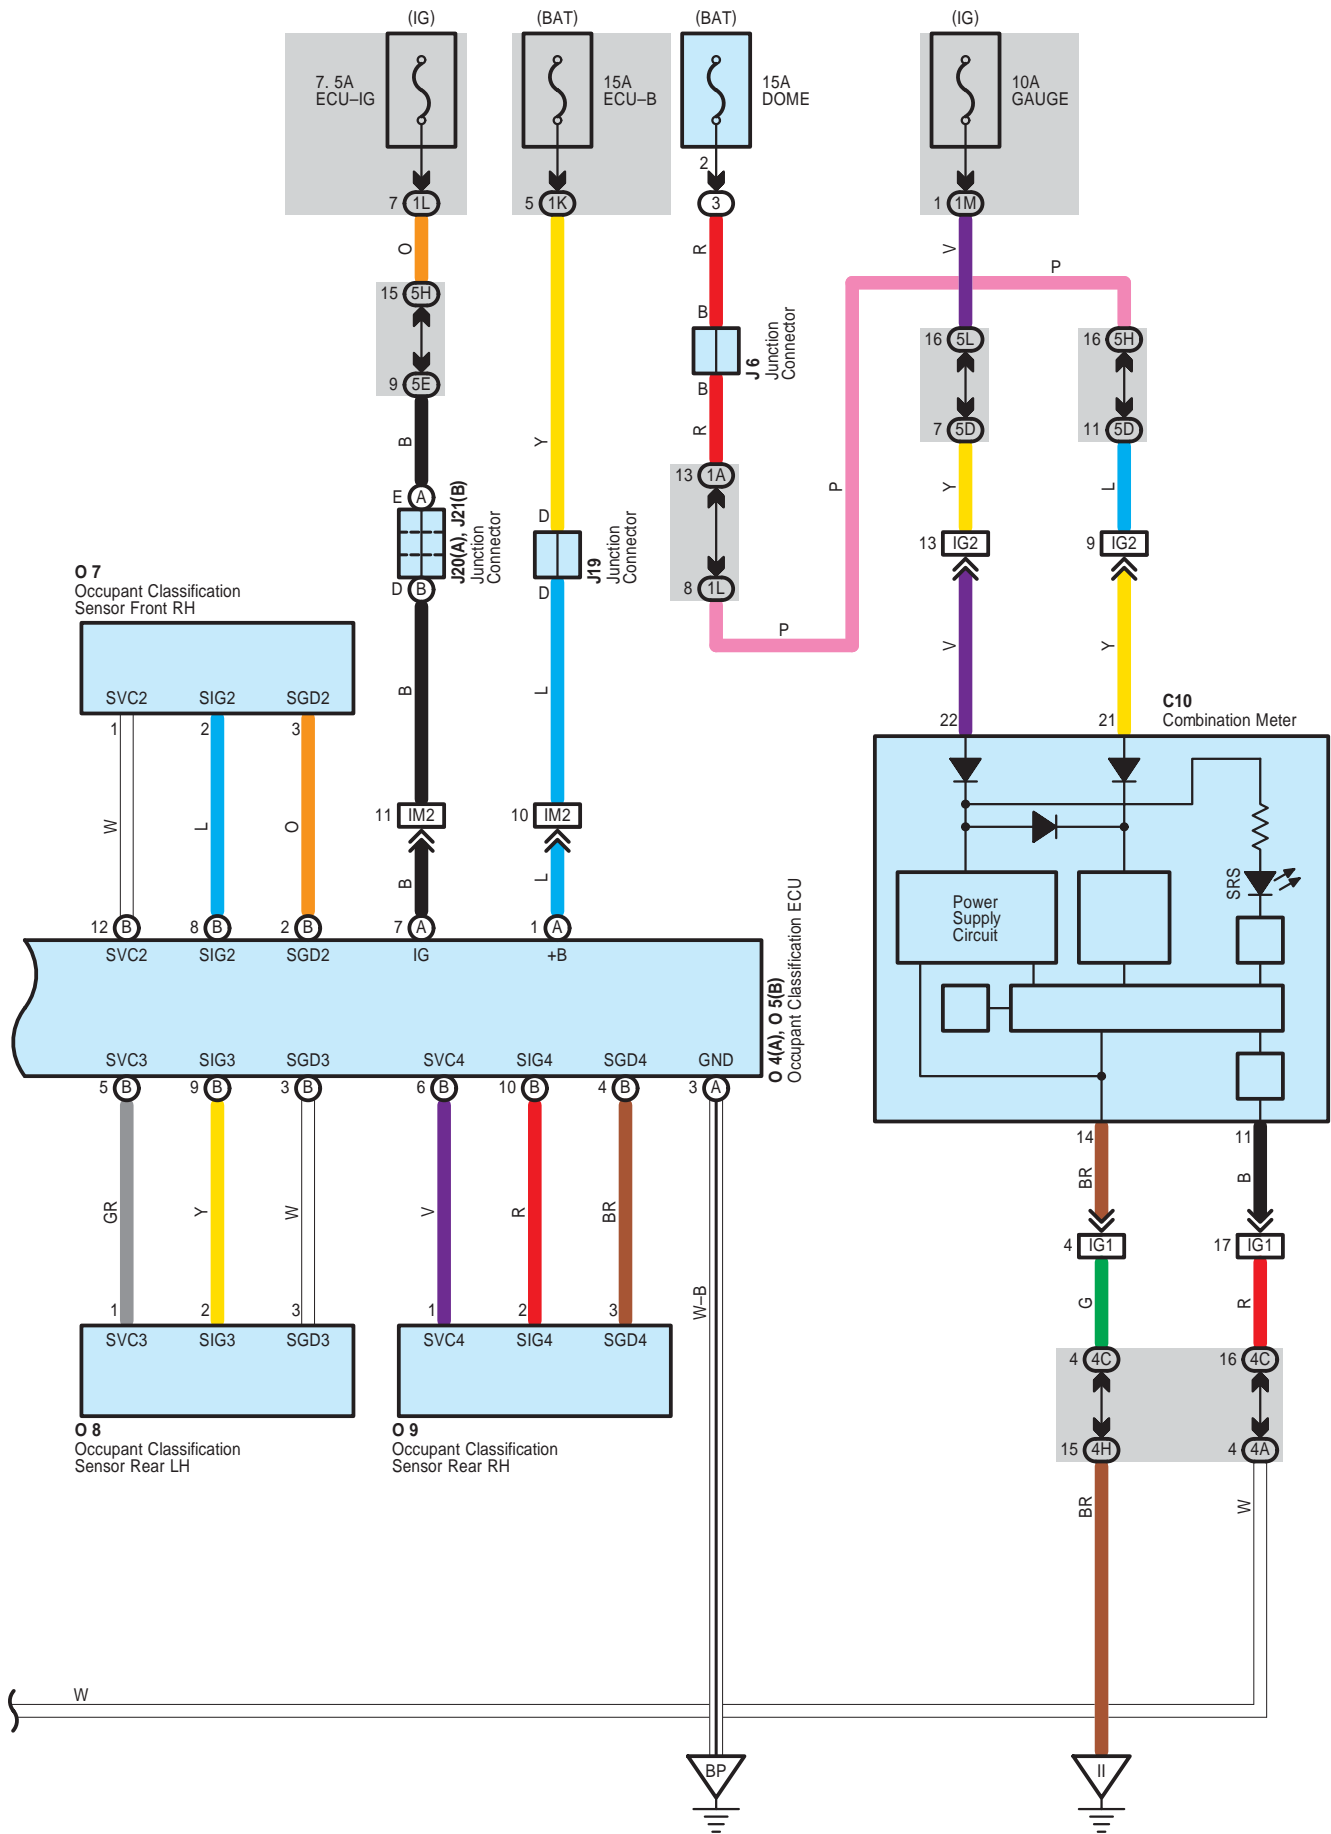 (IG)
(BAT)
(BAT)
(IG)
7. 5A
ECU–IG
15A
ECU–B
15A
DOME
10A
GAUGE
2
7 1L
5 1K
3
1 1M
O
R
V
P
15 5H
B
16 5L
16 5H
J 6
Junction
Connector
9 5E
B
7 5D
11 5D
B
Y
R
13 1A
P
Y
L
E A
J20(A), J21(B)
Junction
Connector
D
J19
Junction
Connector
13 IG2
9 IG2
D B
D
8 1L
P
O 7
Occupant Classification
Sensor Front RH
B
L
V
Y
SVC2 SIG2 SGD2
1 2 3
C10
Combination Meter
22
21
W
L
O
11 IM2
10 IM2
B
L
SRS
Power
Supply
Circuit
12 B
8 B
2 B
7 A
1 A
SVC2 SIG2 SGD2 IG +B
O 4(A), O 5(B)
Occupant Classification ECU
SVC3 SIG3 SGD3 SVC4 SIG4 SGD4 GND
5 B
9 B
3 B
6 B
10 B
4 B
3 A
14
11
BR
B
GR
Y
W
V
R
BR
4 IG1
17 IG1
W–B
G
R
1 2 3 1 2 3
SVC3 SIG3 SGD3
SVC4 SIG4 SGD4
4 4C
16 4C
O 8
Occupant Classification
Sensor Rear LH
O 9
Occupant Classification
Sensor Rear RH
15 4H
4 4A
BR
W
W
BP
II